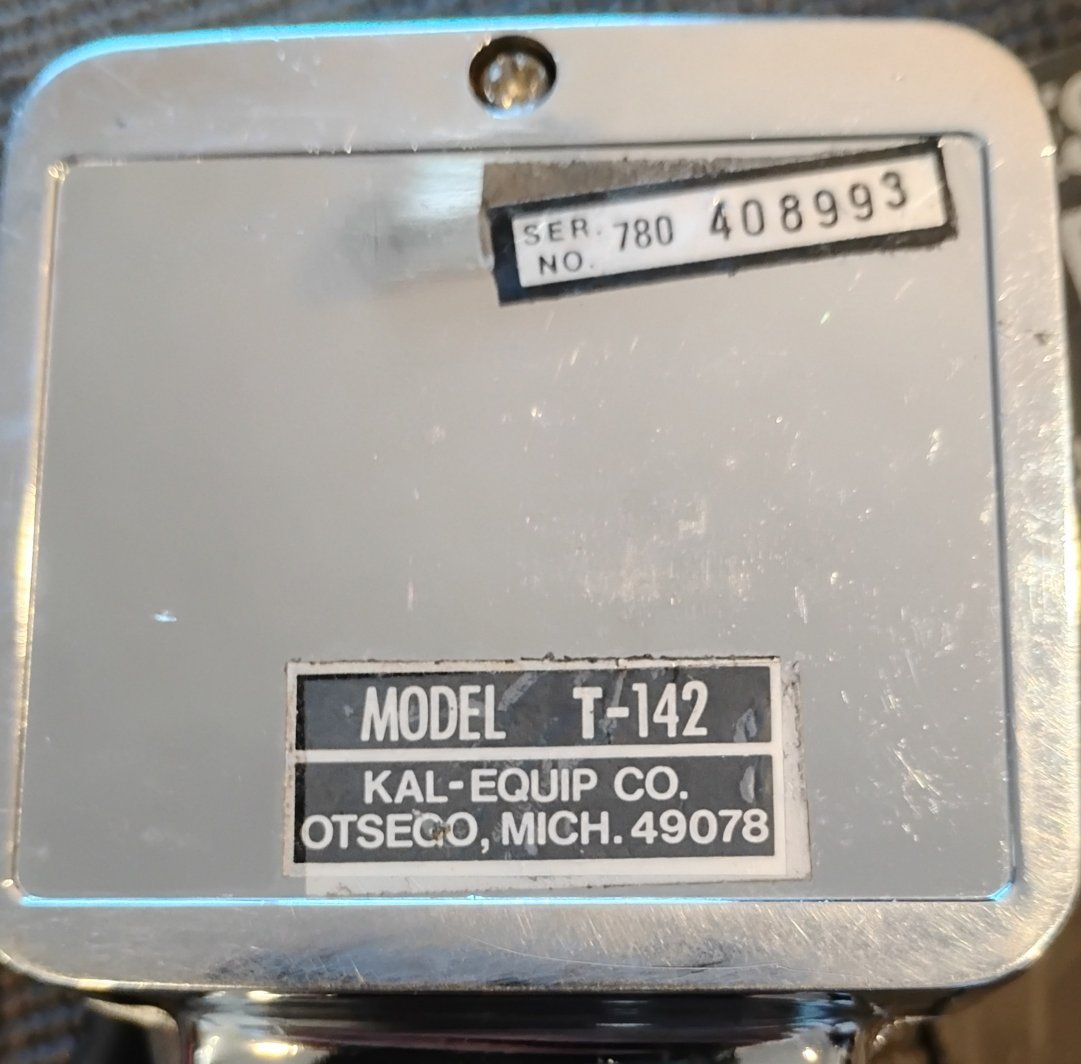 SER. 780 408993
NO.
MODEL T-142
KAL-EQUIP CO.
OTSEGO, MICH. 49078